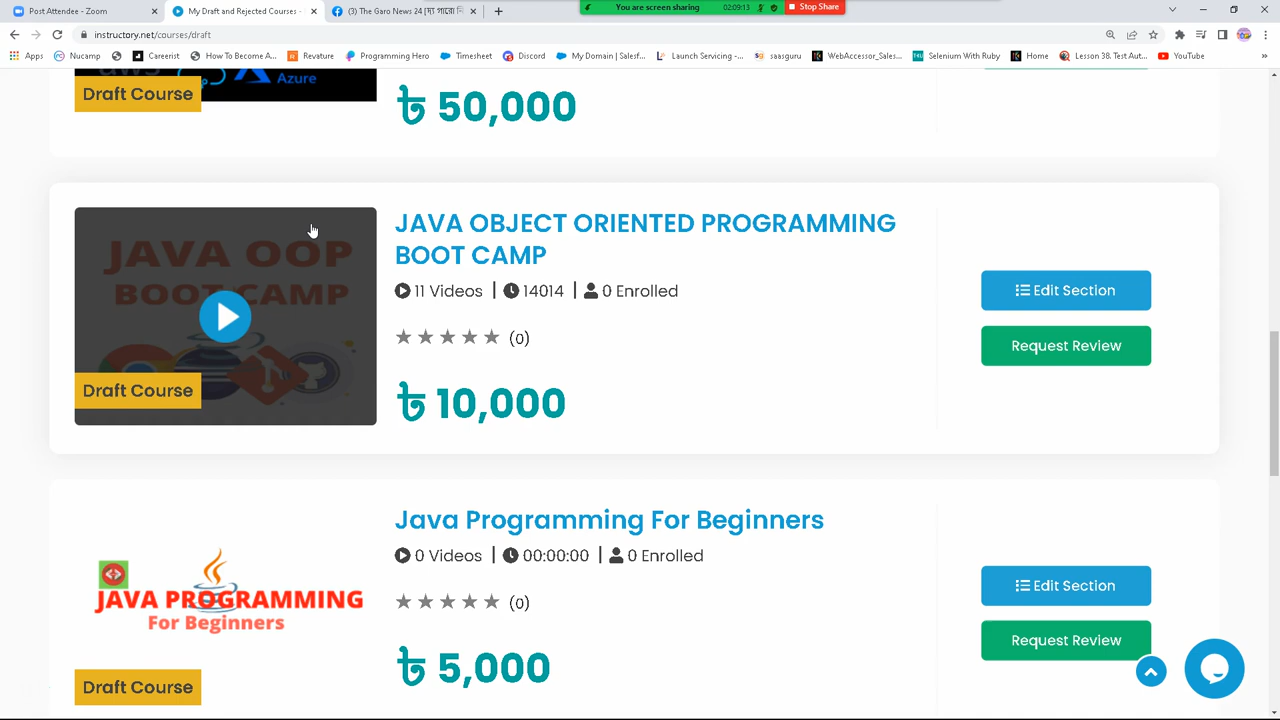 Post Attendee - Zoom
My Draft and Rejected Courses -
(3) The Garo News 24
You are screen sharing
02:09:13
Stop Share
instructory.net/courses/draft
Apps
Nucamp
Careerist
How To Become A...
Revature
Programming Hero
Timesheet
Discord
My Domain | Salesf...
Launch Servicing -...
saasguru
WebAccessor_Sales...
Selenium With Ruby
Home
Lesson 38. Test Aut...
YouTube
aws
Azure
Draft Course
৳ 50,000
JAVA OOP
BOOT CAMP
Draft Course
JAVA OBJECT ORIENTED PROGRAMMING
BOOT CAMP
11 Videos | 14014 | 0 Enrolled
(0)
৳ 10,000
Edit Section
Request Review
JAVA PROGRAMMING
For Beginners
Draft Course
Java Programming For Beginners
0 Videos | 00:00:00 | 0 Enrolled
(0)
৳ 5,000
Edit Section
Request Review